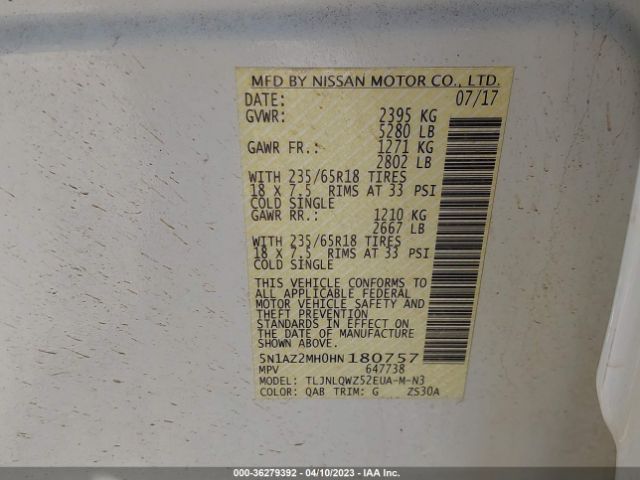 MFD BY NISSAN MOTOR CO., LTD.
DATE: 07/17
GVWR: 2395 KG
5280 LB
GAWR FR.: 1271 KG
2802 LB
WITH 235/65R18 TIRES
18 X 7.5 RIMS AT 33 PSI
COLD SINGLE
GAWR RR.: 1210 KG
2667 LB
WITH 235/65R18 TIRES
18 X 7.5 RIMS AT 33 PSI
COLD SINGLE
THIS VEHICLE CONFORMS TO
ALL APPLICABLE FEDERAL
MOTOR VEHICLE SAFETY AND
THEFT PREVENTION
STANDARDS IN EFFECT ON
THE DATE OF MANUFACTURE
SHOWN ABOVE.
5N1AZ2MH0HN180757
MPV 647738
MODEL: TLJNLQWZ52EUA-M-N3
COLOR: QAB TRIM: G ZS30A
000-36279392 - 04/10/2023 - IAA Inc.